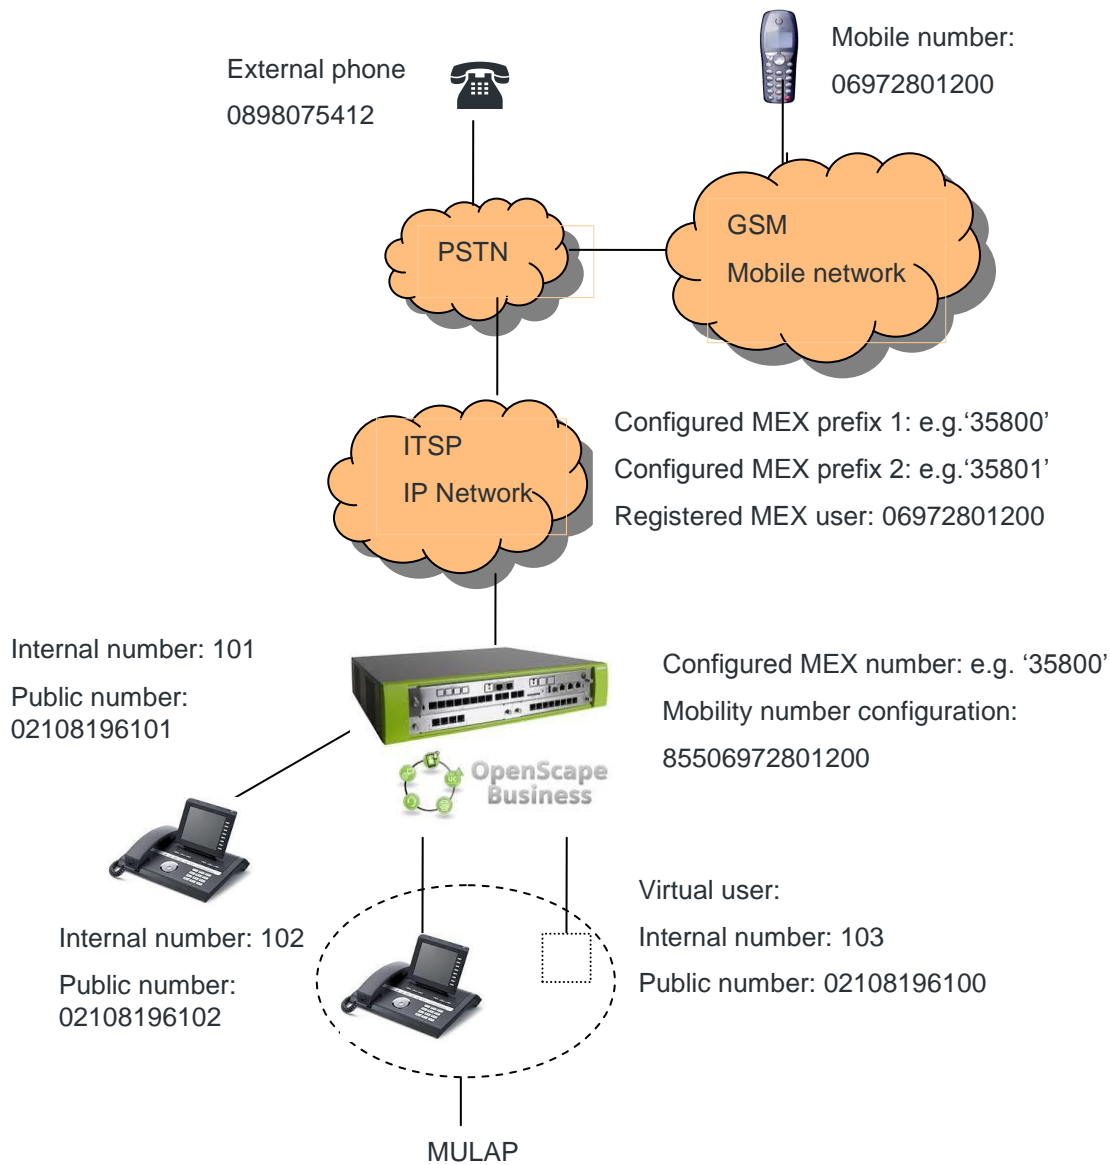 External phone
0898075412
Mobile number:
06972801200
PSTN
GSM
Mobile network
ITSP
IP Network
Configured MEX prefix 1: e.g.‘35800’
Configured MEX prefix 2: e.g.‘35801’
Registered MEX user: 06972801200
Internal number: 101
Public number:
02108196101
Configured MEX number: e.g. ‘35800’
Mobility number configuration:
85506972801200
OpenScape
Business
Internal number: 102
Public number:
02108196102
Virtual user:
Internal number: 103
Public number: 02108196100
MULAP